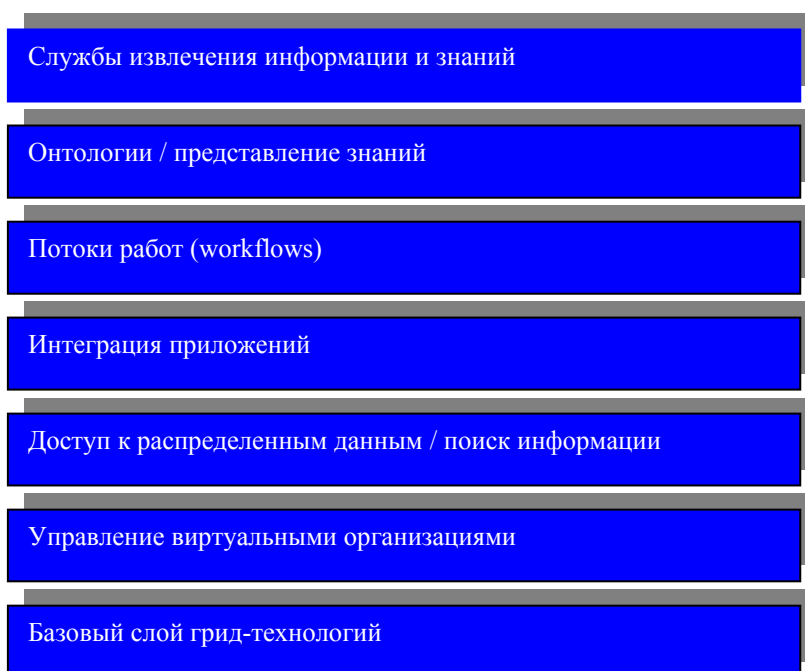 Службы извлечения информации и знаний
Онтологии / представление знаний
Потоки работ (workflows)
Интеграция приложений
Доступ к распределенным данным / поиск информации
Управление виртуальными организациями
Базовый слой грид-технологий